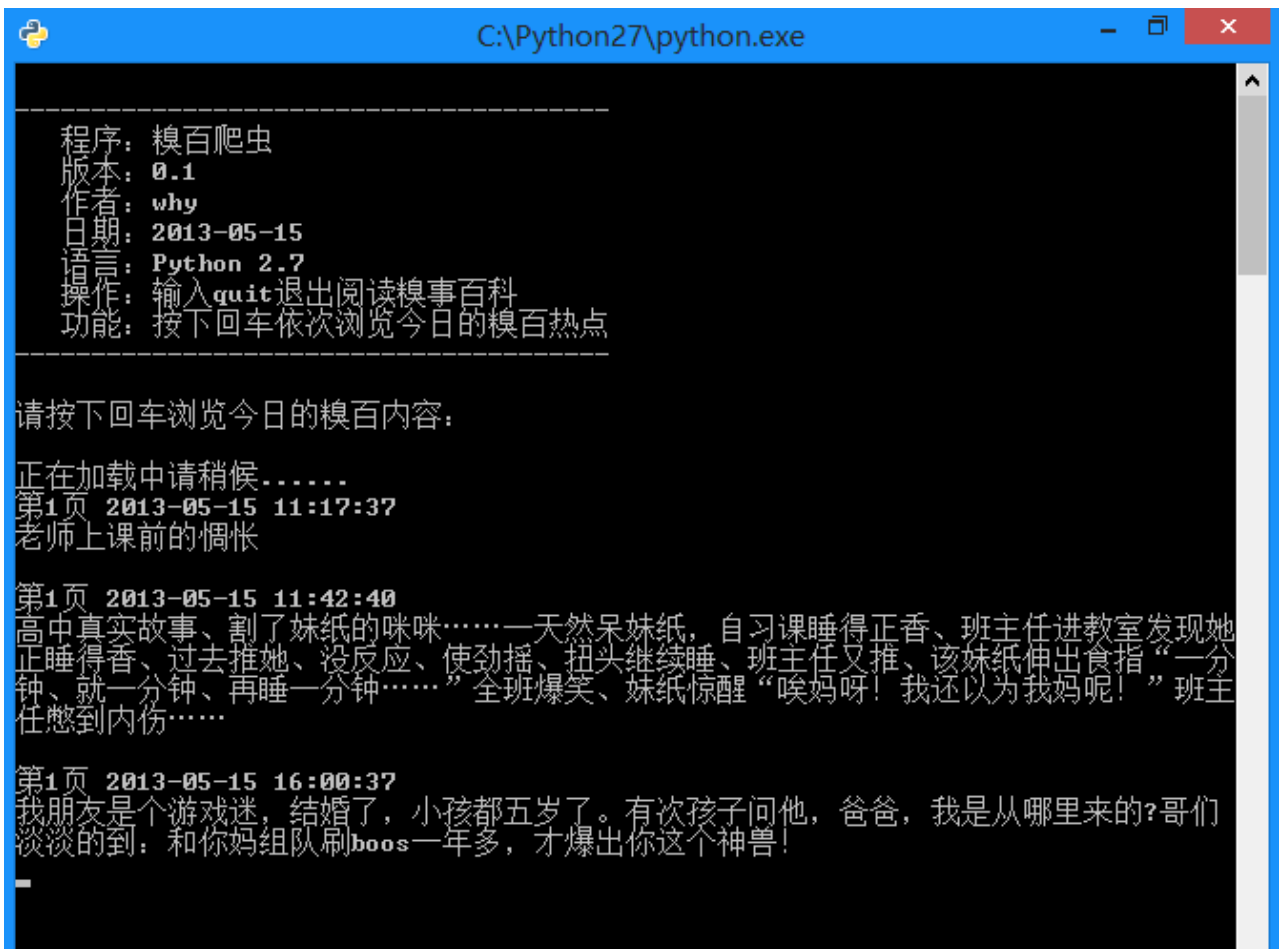 C:\Python27\python.exe
---------------------------------------
程序：糗百爬虫
版本：0.1
作者：why
日期：2013-05-15
语言：Python 2.7
操作：输入quit退出阅读糗事百科
功能：按下回车依次浏览今日的糗百热点
---------------------------------------
请按下回车浏览今日的糗百内容：
正在加载中请稍候......
第1页 2013-05-15 11:17:37
老师上课前的惆怅
第1页 2013-05-15 11:42:40
高中真实故事、割了妹纸的咪咪……一天然呆妹纸，自习课睡得正香、班主任进教室发现她
正睡得香、过去推她、没反应、使劲摇、扭头继续睡、班主任又推、该妹纸伸出食指“一分
钟、就一分钟、再睡一分钟……”全班爆笑、妹纸惊醒“唉妈呀！我还以为我妈呢！”班主
任憋到内伤……
第1页 2013-05-15 16:00:37
我朋友是个游戏迷，结婚了，小孩都五岁了。有次孩子问他，爸爸，我是从哪里来的?哥们
淡淡的到：和你妈组队刷boos一年多，才爆出你这个神兽！